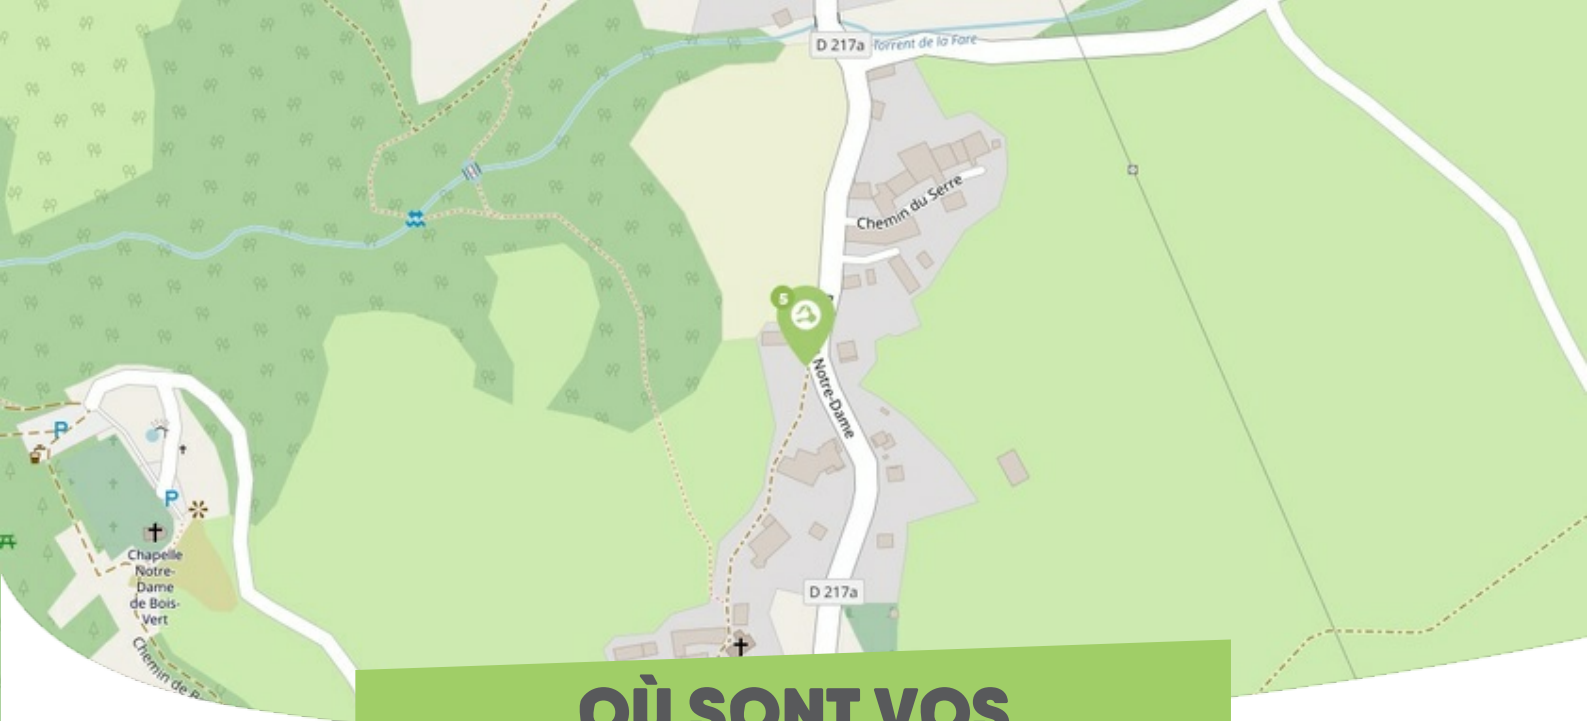 D 217a
Torrent de la Fare
Chemin du Serre
5
Notre-Dame
P
P
Chapelle
Notre-
Dame
de Bois-
Vert
D 217a
Chemin de B
OÙ SONT VOS